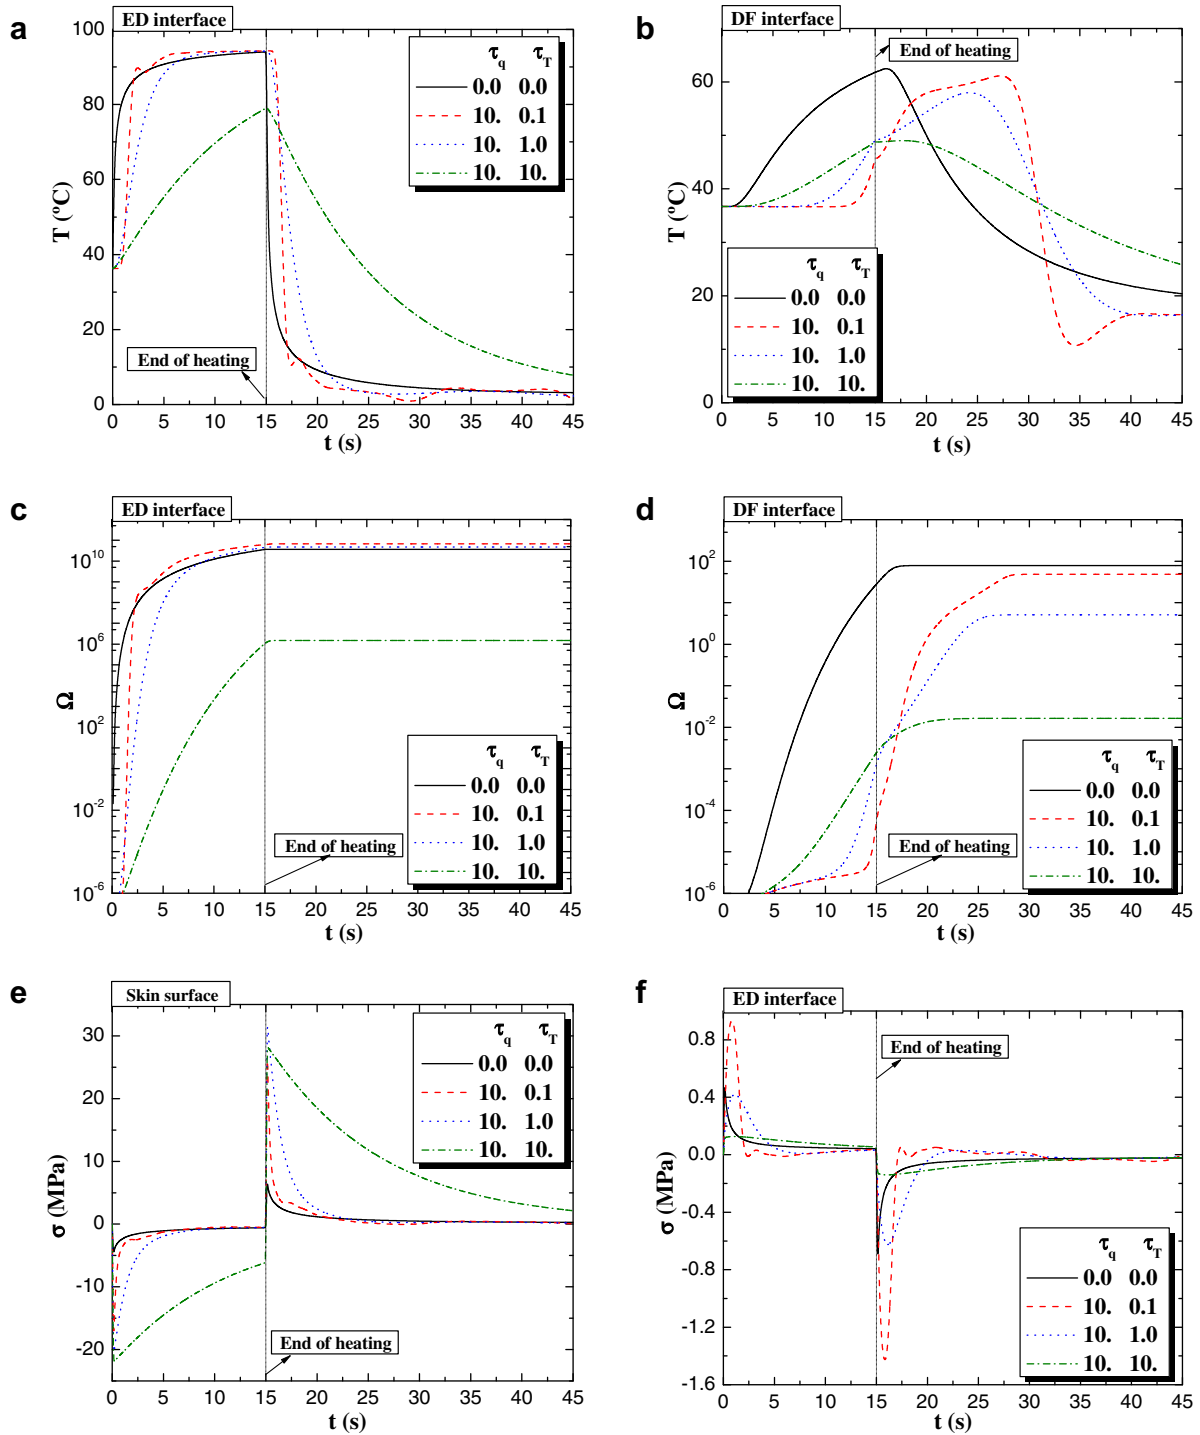 a
ED interface
100
80
60
40
20
0
T (°C)
τq τT
0.0 0.0
10. 0.1
10. 1.0
10. 10.
End of heating
0 5 10 15 20 25 30 35 40 45
t (s)
b
DF interface
End of heating
60
40
20
0
T (°C)
τq τT
0.0 0.0
10. 0.1
10. 1.0
10. 10.
0 5 10 15 20 25 30 35 40 45
t (s)
c
ED interface
10^10
10^6
10^2
10^-2
10^-6
Ω
τq τT
0.0 0.0
10. 0.1
10. 1.0
10. 10.
End of heating
0 5 10 15 20 25 30 35 40 45
t (s)
d
DF interface
10^2
10^0
10^-2
10^-4
10^-6
Ω
τq τT
0.0 0.0
10. 0.1
10. 1.0
10. 10.
End of heating
0 5 10 15 20 25 30 35 40 45
t (s)
e
Skin surface
30
20
10
0
-10
-20
σ (MPa)
τq τT
0.0 0.0
10. 0.1
10. 1.0
10. 10.
End of heating
0 5 10 15 20 25 30 35 40 45
t (s)
f
ED interface
End of heating
0.8
0.4
0.0
-0.4
-0.8
-1.2
-1.6
σ (MPa)
τq τT
0.0 0.0
10. 0.1
10. 1.0
10. 10.
0 5 10 15 20 25 30 35 40 45
t (s)